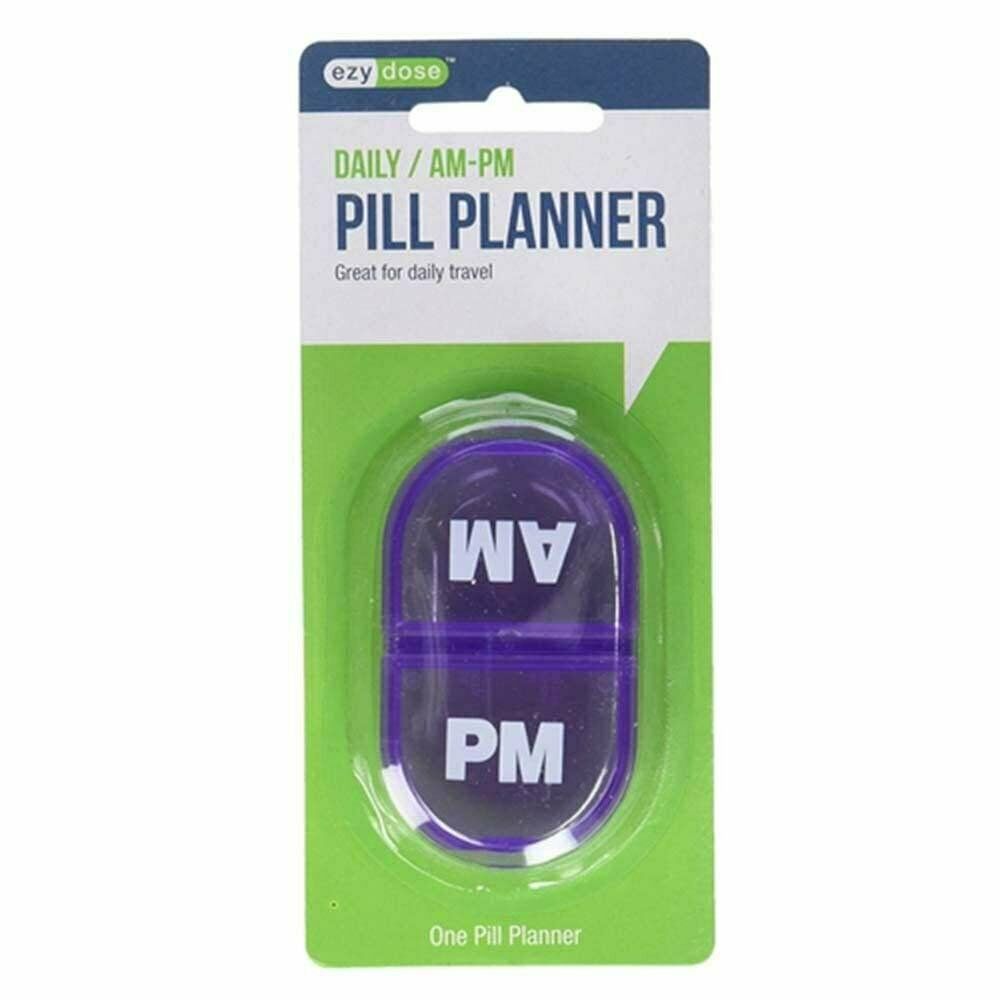 ezy dose™
DAILY / AM-PM
PILL PLANNER
Great for daily travel
AM
PM
One Pill Planner